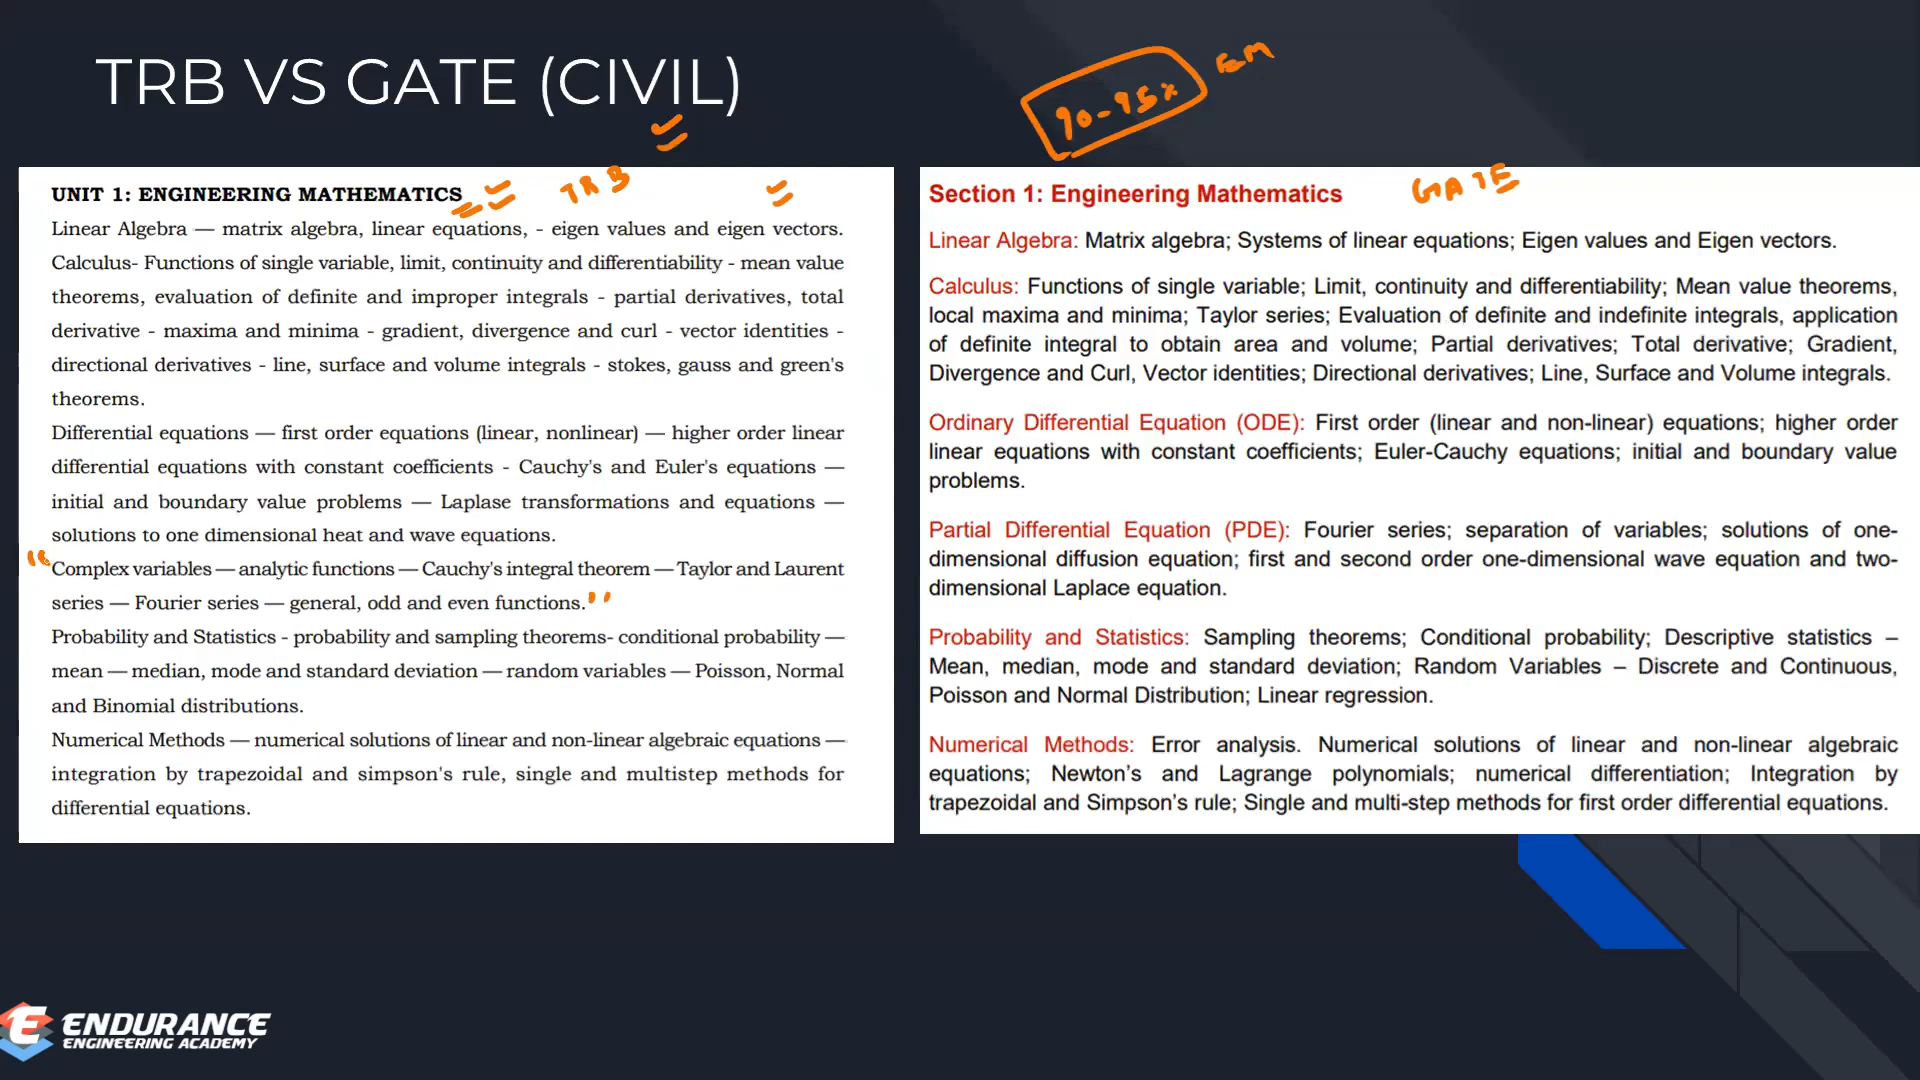 TRB VS GATE (CIVIL)
90-95%
EM
UNIT 1: ENGINEERING MATHEMATICS
TRB
Linear Algebra — matrix algebra, linear equations, - eigen values and eigen vectors.
Calculus- Functions of single variable, limit, continuity and differentiability - mean value
theorems, evaluation of definite and improper integrals - partial derivatives, total
derivative - maxima and minima - gradient, divergence and curl - vector identities -
directional derivatives - line, surface and volume integrals - stokes, gauss and green's
theorems.
Differential equations — first order equations (linear, nonlinear) — higher order linear
differential equations with constant coefficients - Cauchy's and Euler's equations —
initial and boundary value problems — Laplase transformations and equations —
solutions to one dimensional heat and wave equations.
"Complex variables — analytic functions — Cauchy's integral theorem — Taylor and Laurent
series — Fourier series — general, odd and even functions."
Probability and Statistics - probability and sampling theorems- conditional probability —
mean — median, mode and standard deviation — random variables — Poisson, Normal
and Binomial distributions.
Numerical Methods — numerical solutions of linear and non-linear algebraic equations —
integration by trapezoidal and simpson's rule, single and multistep methods for
differential equations.
Section 1: Engineering Mathematics
GATE
Linear Algebra: Matrix algebra; Systems of linear equations; Eigen values and Eigen vectors.
Calculus: Functions of single variable; Limit, continuity and differentiability; Mean value theorems,
local maxima and minima; Taylor series; Evaluation of definite and indefinite integrals, application
of definite integral to obtain area and volume; Partial derivatives; Total derivative; Gradient,
Divergence and Curl, Vector identities; Directional derivatives; Line, Surface and Volume integrals.
Ordinary Differential Equation (ODE): First order (linear and non-linear) equations; higher order
linear equations with constant coefficients; Euler-Cauchy equations; initial and boundary value
problems.
Partial Differential Equation (PDE): Fourier series; separation of variables; solutions of one-
dimensional diffusion equation; first and second order one-dimensional wave equation and two-
dimensional Laplace equation.
Probability and Statistics: Sampling theorems; Conditional probability; Descriptive statistics –
Mean, median, mode and standard deviation; Random Variables – Discrete and Continuous,
Poisson and Normal Distribution; Linear regression.
Numerical Methods: Error analysis. Numerical solutions of linear and non-linear algebraic
equations; Newton's and Lagrange polynomials; numerical differentiation; Integration by
trapezoidal and Simpson's rule; Single and multi-step methods for first order differential equations.
ENDURANCE
ENGINEERING ACADEMY